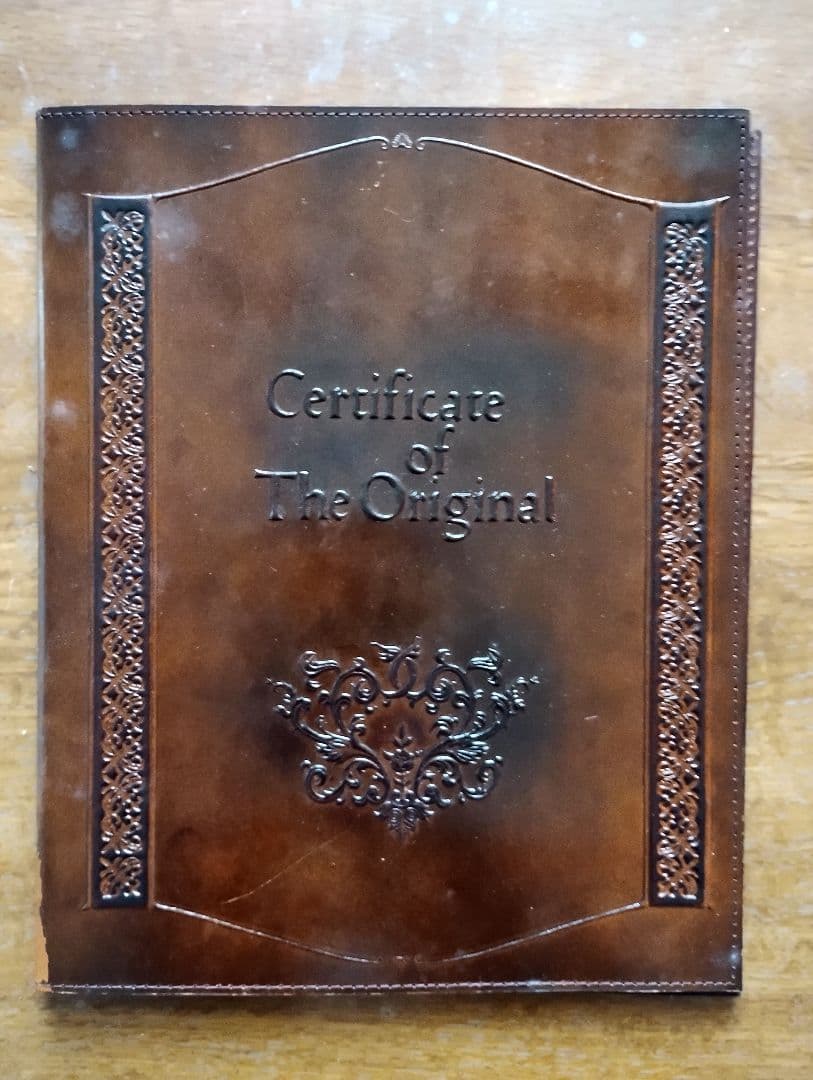 Certificate
of
The Original